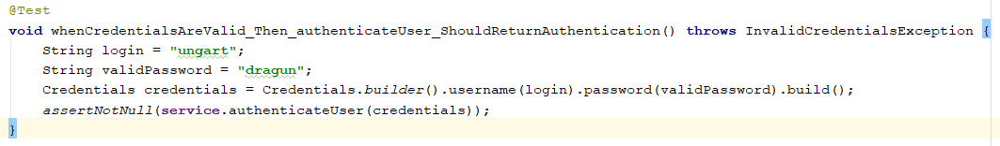 @Test
void whenCredentialsAreValid_Then_authenticateUser_ShouldReturnAuthentication() throws InvalidCredentialsException {
    String login = "ungart";
    String validPassword = "dragun";
    Credentials credentials = Credentials.builder().username(login).password(validPassword).build();
    assertNotNull(service.authenticateUser(credentials));
}